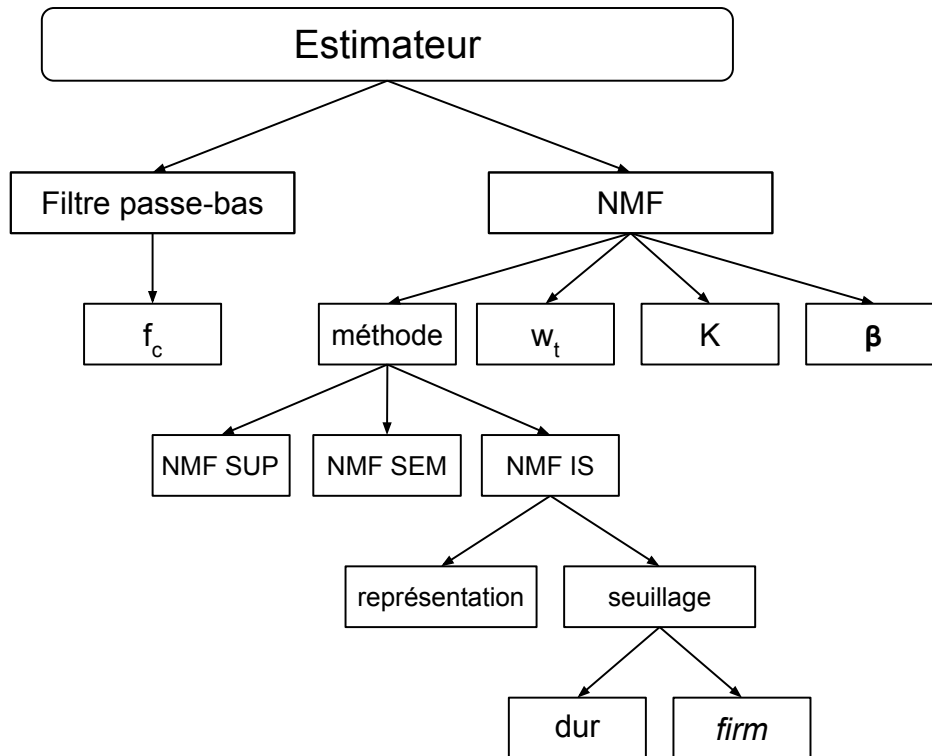 Estimateur
Filtre passe-bas
NMF
f_c
méthode
w_t
K
β
NMF SUP
NMF SEM
NMF IS
représentation
seuillage
dur
firm